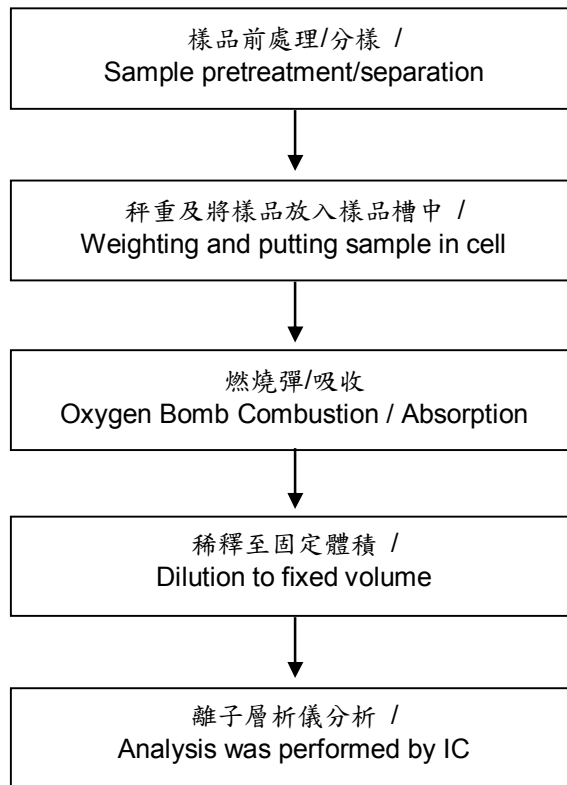 樣品前處理/分樣 /
Sample pretreatment/separation
秤重及將樣品放入樣品槽中 /
Weighting and putting sample in cell
燃燒彈/吸收
Oxygen Bomb Combustion / Absorption
稀釋至固定體積 /
Dilution to fixed volume
離子層析儀分析 /
Analysis was performed by IC